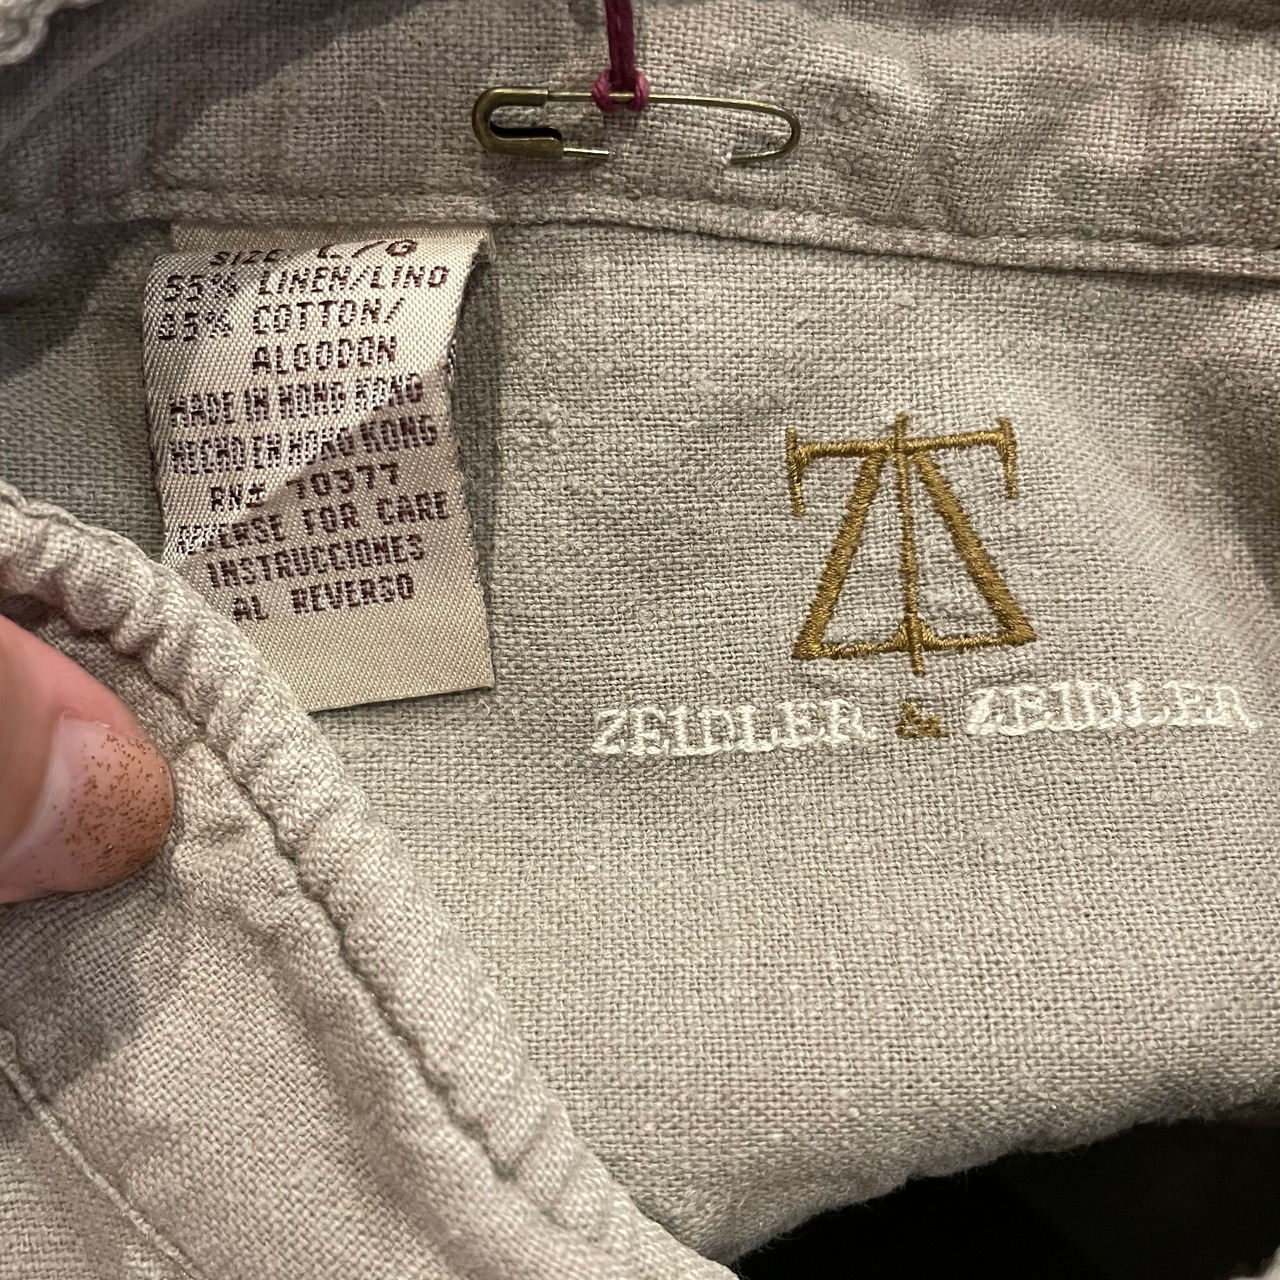 SIZE L/G
55% LINEN/LINO
45% COTTON/
ALGODON
MADE IN HONG KONG
HECHO EN HONG KONG
RN# 70377
REVERSE FOR CARE
INSTRUCCIONES
AL REVERSO
ZEIDLER & ZEIDLER